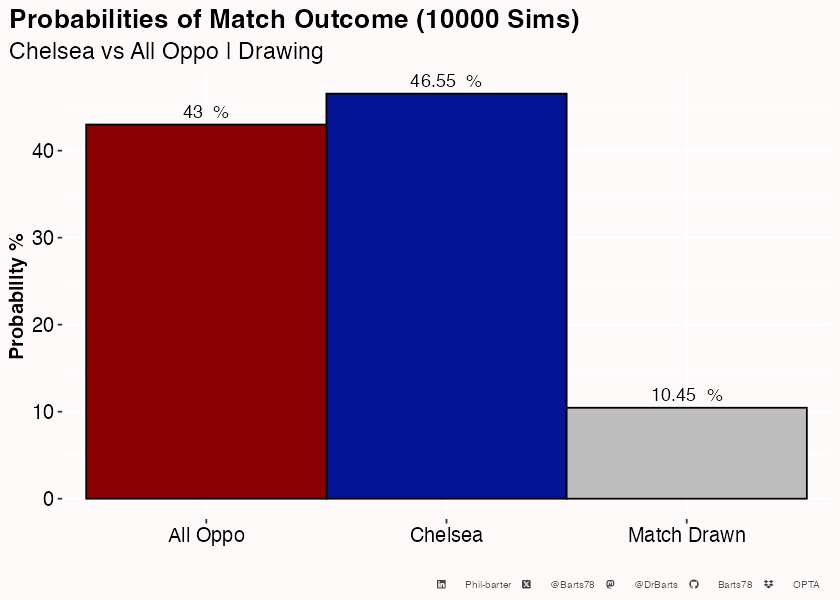 Probabilities of Match Outcome (10000 Sims)
Chelsea vs All Oppo | Drawing
46.55 %
43 %
40
30
20
10
0
Probability %
10.45 %
All Oppo Chelsea Match Drawn
Phil-barter @Barts78 @DrBarts Barts78 OPTA